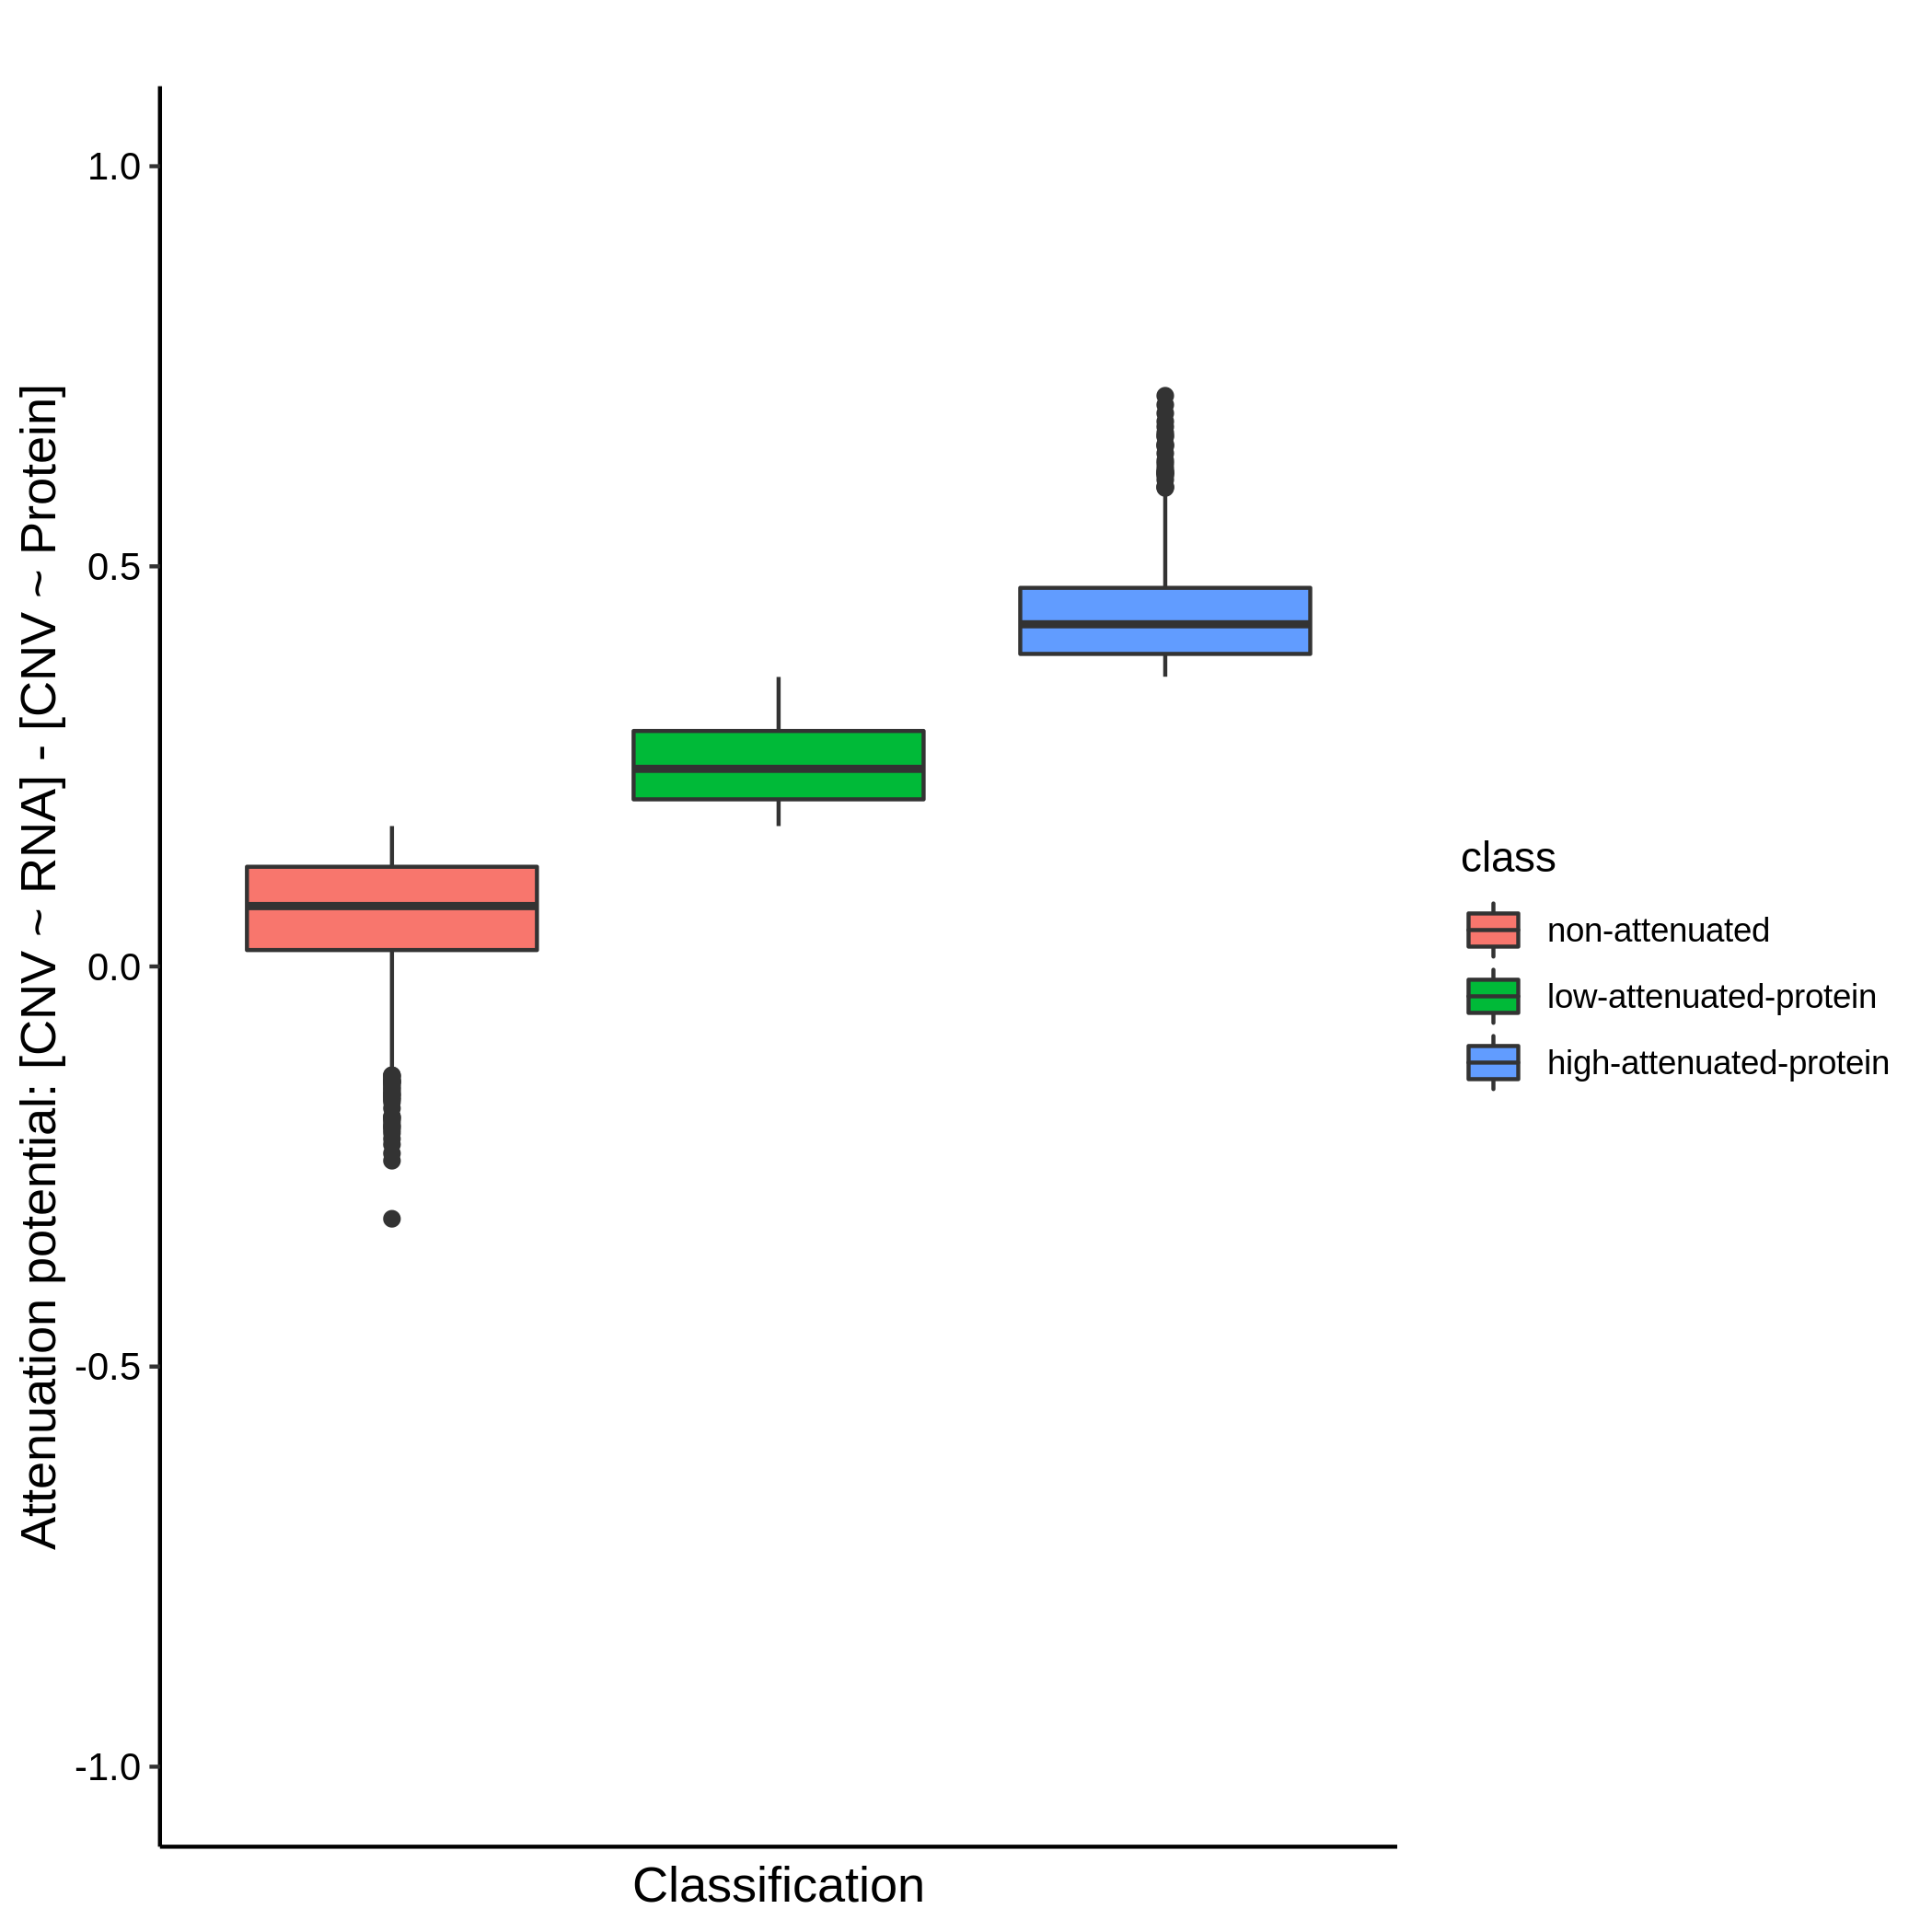 Attenuation potential: [CNV ~ RNA] - [CNV ~ Protein]
1.0
0.5
0.0
-0.5
-1.0
Classification
class
non-attenuated
low-attenuated-protein
high-attenuated-protein